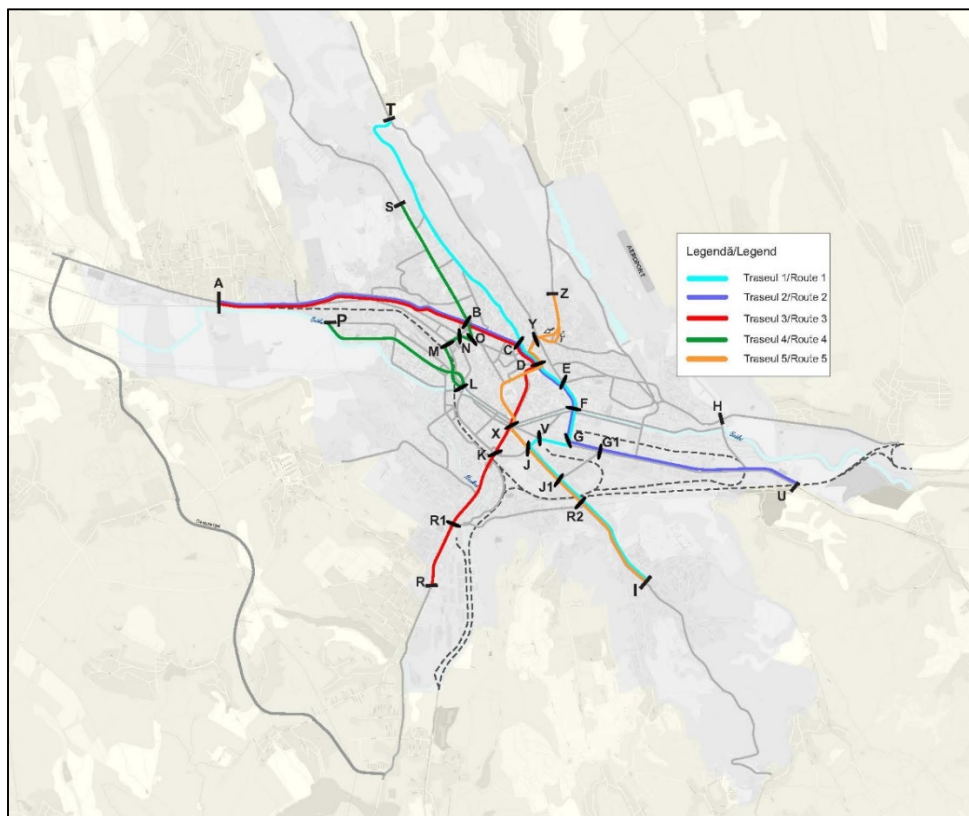 T
S
AEROPORT
Legendă/Legend
Traseul 1/Route 1
Traseul 2/Route 2
Traseul 3/Route 3
Traseul 4/Route 4
Traseul 5/Route 5
A
Z
P
B
Y
M
N
O
C
D
E
L
F
H
X
V
G
G1
K
J
J1
U
R1
R2
R
I